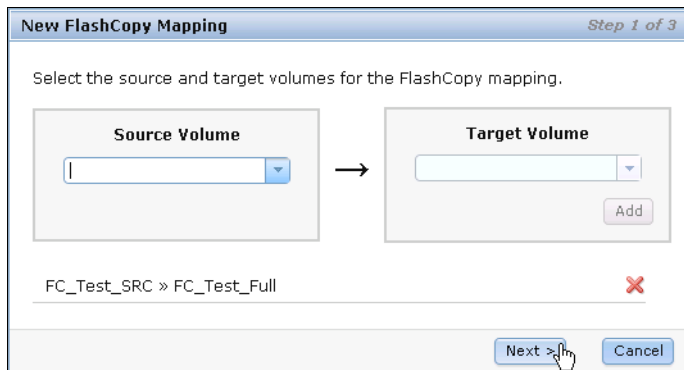 New FlashCopy Mapping Step 1 of 3
Select the source and target volumes for the FlashCopy mapping.
Source Volume
Target Volume
Add
FC_Test_SRC » FC_Test_Full
Next > Cancel